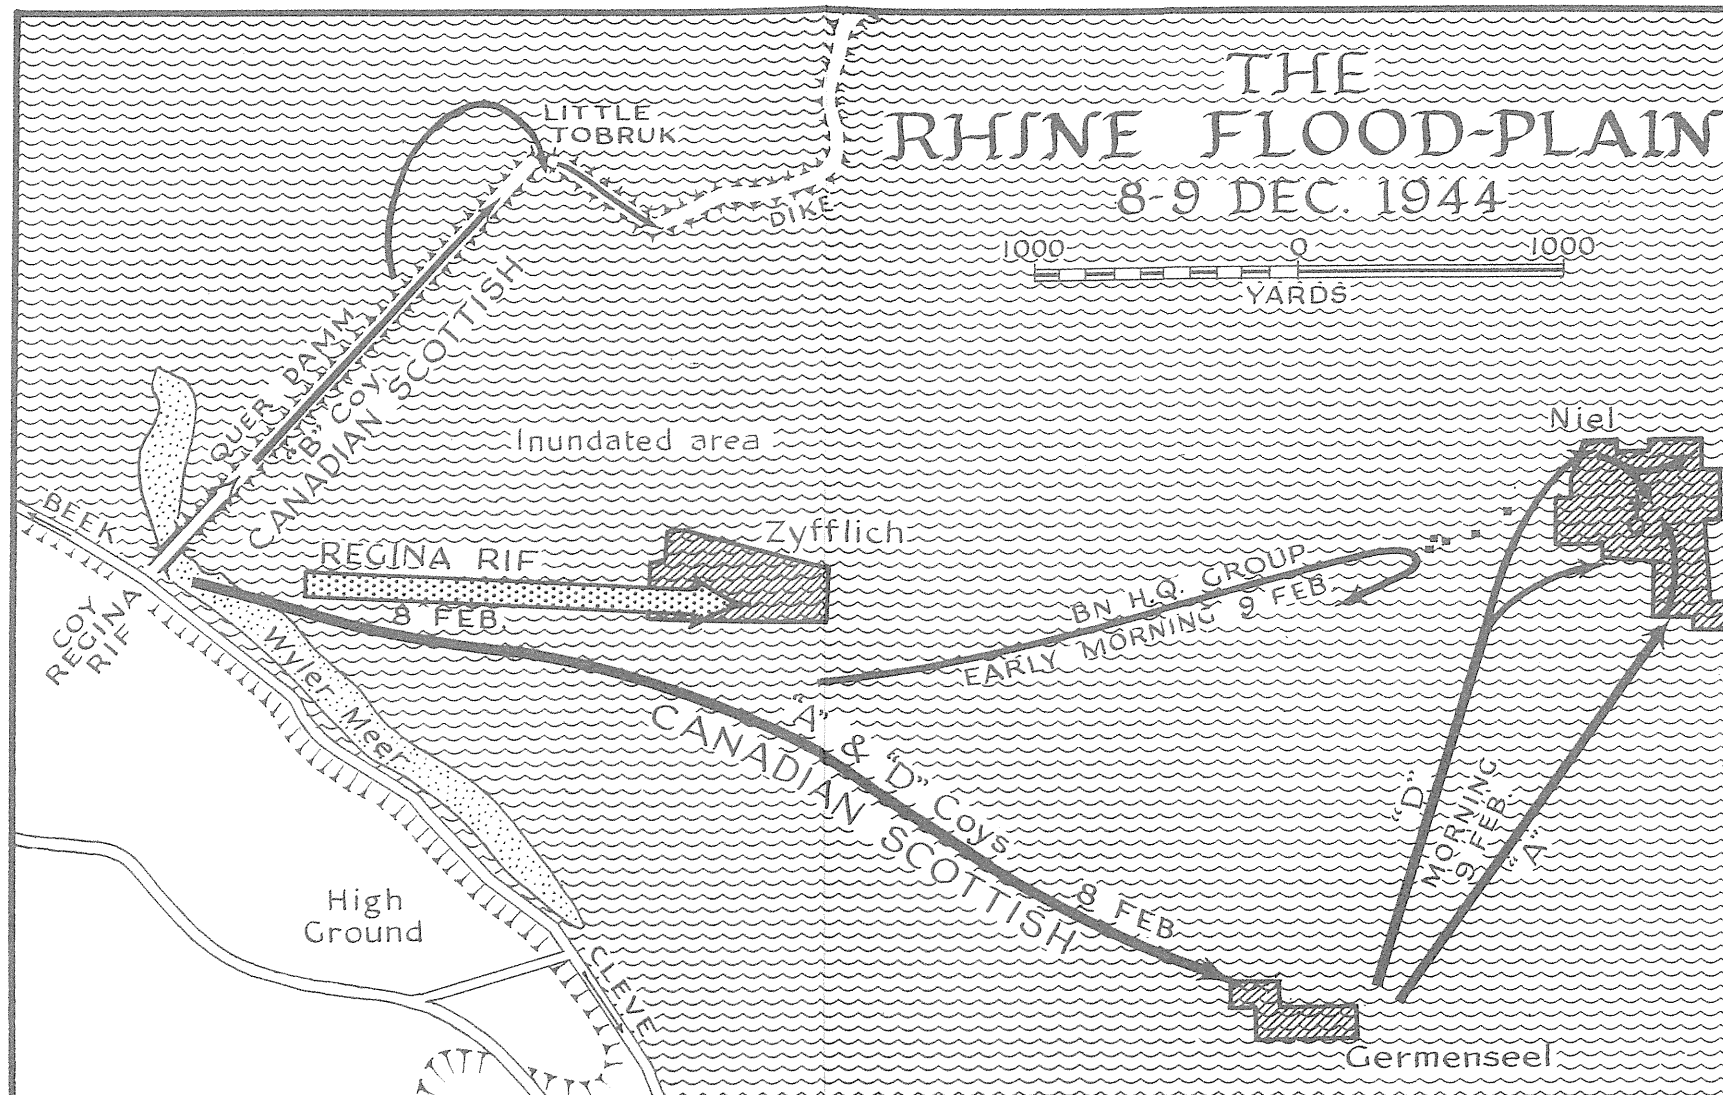 THE
RHINE FLOOD-PLAIN
8-9 DEC. 1944
1000 0 1000
YARDS
LITTLE
TOBRUK
DIKE
QUER DAMM
"B" COY.
CANADIAN SCOTTISH
Inundated area
Niel
BEEK
Zyfflich
REGINA RIF
8 FEB.
COY
REGINA
RIF
Wyler Meer
BN H.Q. GROUP
EARLY MORNING 9 FEB.
"A" & "D" Coys. 8 FEB
CANADIAN SCOTTISH
"D"
MORNING
9 FEB.
"A"
High
Ground
CLEVE
Germenseel